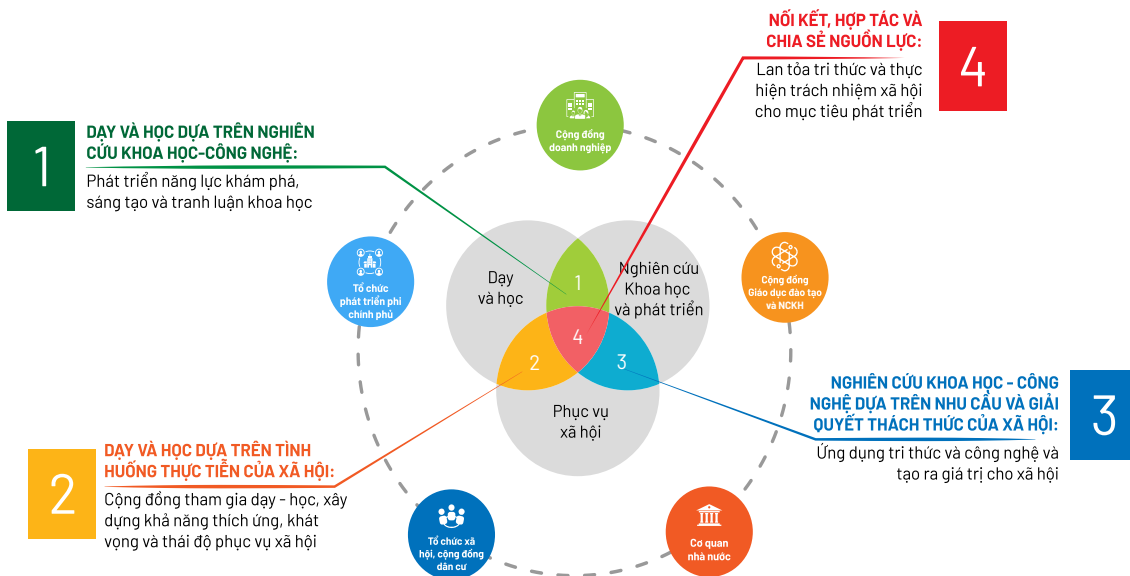 NỐI KẾT, HỢP TÁC VÀ
CHIA SẺ NGUỒN LỰC:
Lan tỏa tri thức và thực
hiện trách nhiệm xã hội
cho mục tiêu phát triển
4
1
DẠY VÀ HỌC DỰA TRÊN NGHIÊN
CỨU KHOA HỌC-CÔNG NGHỆ:
Phát triển năng lực khám phá,
sáng tạo và tranh luận khoa học
Cộng đồng
doanh nghiệp
Tổ chức
phát triển phi
chính phủ
Cộng đồng
Giáo dục đào tạo
và NCKH
Dạy
và học
1
Nghiên cứu
Khoa học
và phát triển
4
2
3
Phục vụ
xã hội
NGHIÊN CỨU KHOA HỌC - CÔNG
NGHỆ DỰA TRÊN NHU CẦU VÀ GIẢI
QUYẾT THÁCH THỨC CỦA XÃ HỘI:
Ứng dụng tri thức và công nghệ và
tạo ra giá trị cho xã hội
3
2
DẠY VÀ HỌC DỰA TRÊN TÌNH
HUỐNG THỰC TIỄN CỦA XÃ HỘI:
Cộng đồng tham gia dạy - học, xây
dựng khả năng thích ứng, khát
vọng và thái độ phục vụ xã hội
Tổ chức xã
hội, cộng đồng
dân cư
Cơ quan
nhà nước